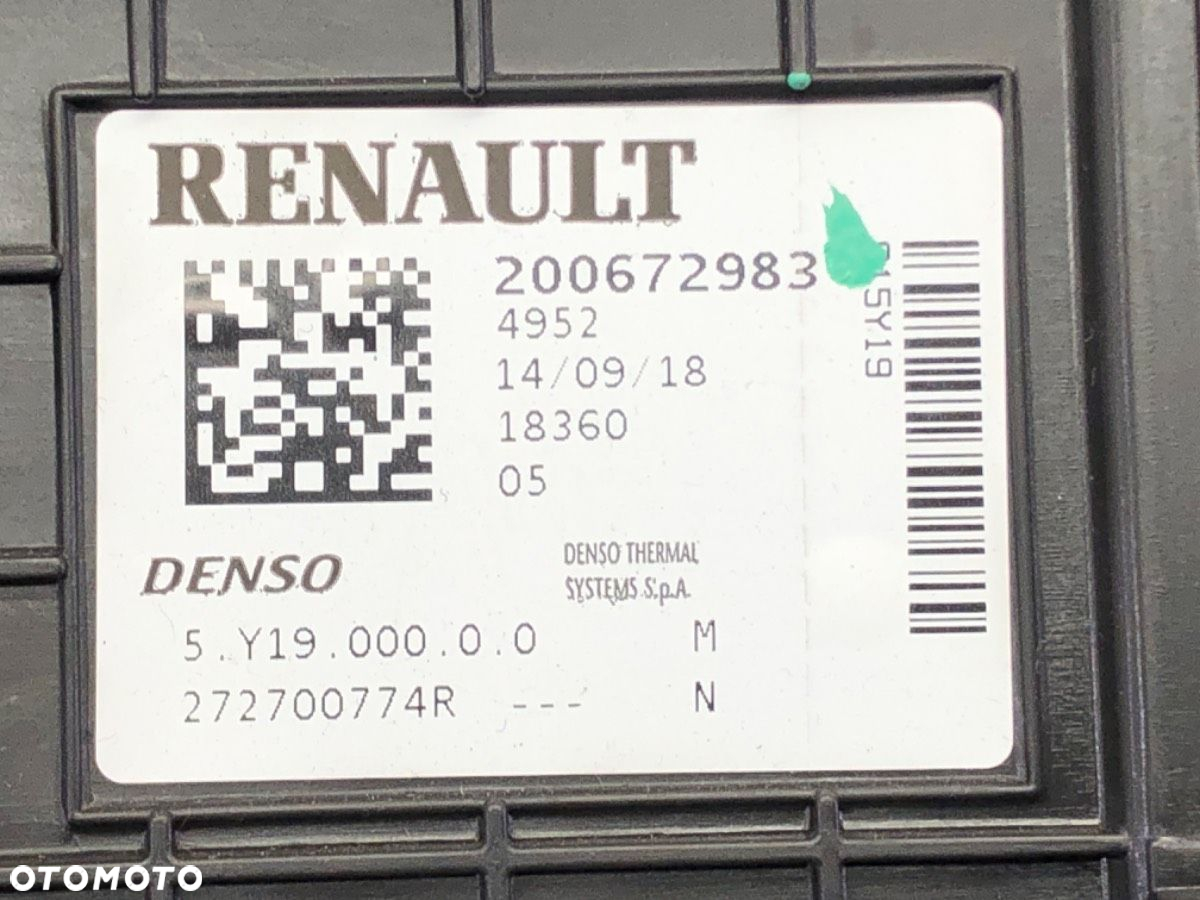 RENAULT
200672983
4952
14/09/18
18360
05
DENSO
DENSO THERMAL
SYSTEMS S.p.A.
5.Y19.000.0.0 M
272700774R --- N
OTOMOTO